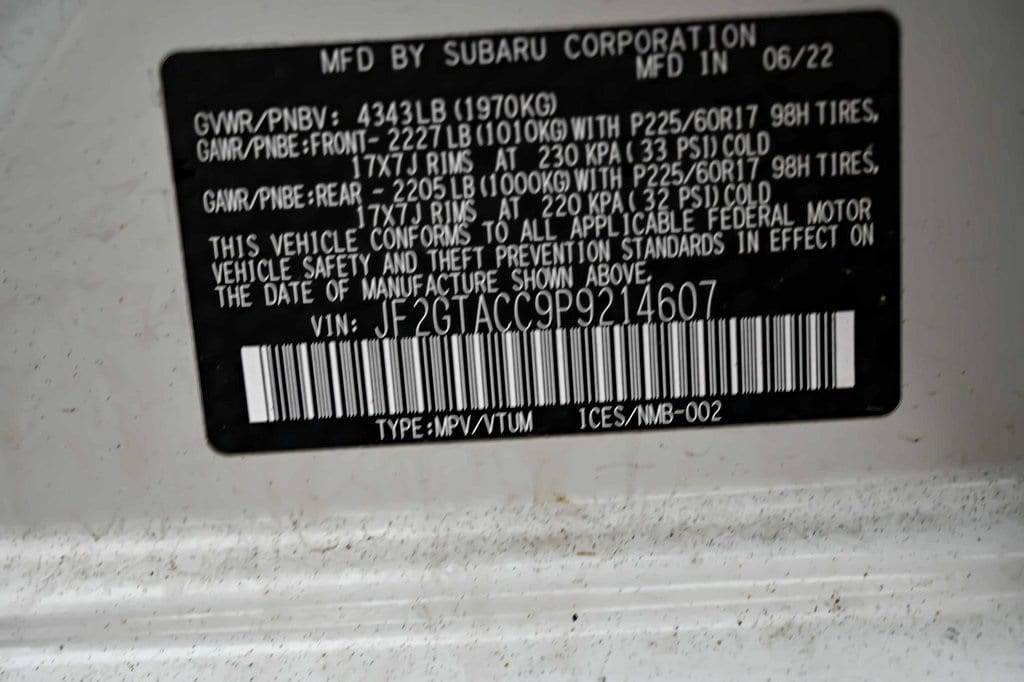 MFD BY SUBARU CORPORATION
MFD IN 06/22
GVWR/PNBV: 4343LB (1970KG)
GAWR/PNBE:FRONT- 2227LB(1010KG)WITH P225/60R17 98H TIRES,
17X7J RIMS AT 230 KPA( 33 PSI)COLD
GAWR/PNBE:REAR - 2205LB(1000KG)WITH P225/60R17 98H TIRES,
17X7J RIMS AT 220 KPA( 32 PSI)COLD
THIS VEHICLE CONFORMS TO ALL APPLICABLE FEDERAL MOTOR
VEHICLE SAFETY AND THEFT PREVENTION STANDARDS IN EFFECT ON
THE DATE OF MANUFACTURE SHOWN ABOVE.
VIN: JF2GTACC9P9214607
TYPE:MPV/VTUM ICES/NMB-002